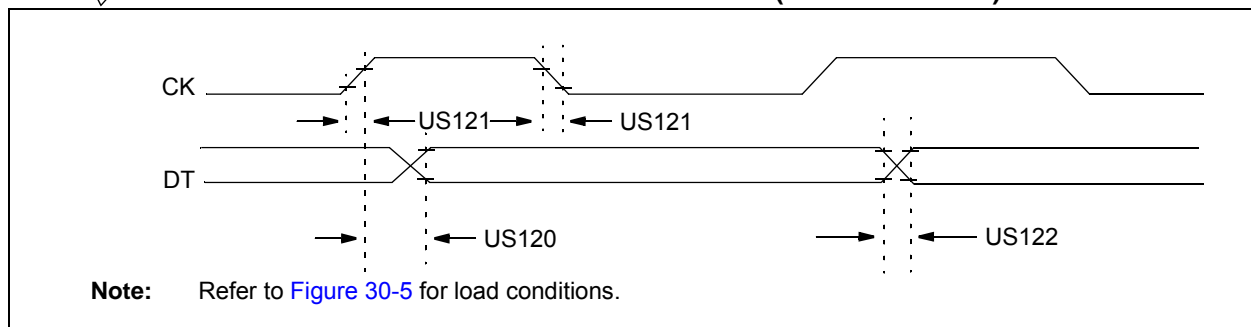 CK
US121 US121
DT
US120 US122
Note: Refer to Figure 30-5 for load conditions.